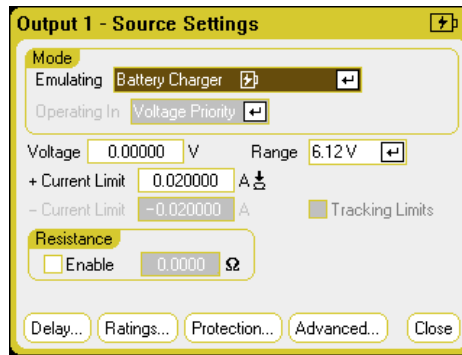 Output 1 - Source Settings
Mode
Emulating Battery Charger
Operating In Voltage Priority
Voltage 0.00000 V Range 6.12 V
+ Current Limit 0.020000 A
- Current Limit -0.020000 A Tracking Limits
Resistance
Enable 0.0000 Ω
Delay... Ratings... Protection... Advanced... Close